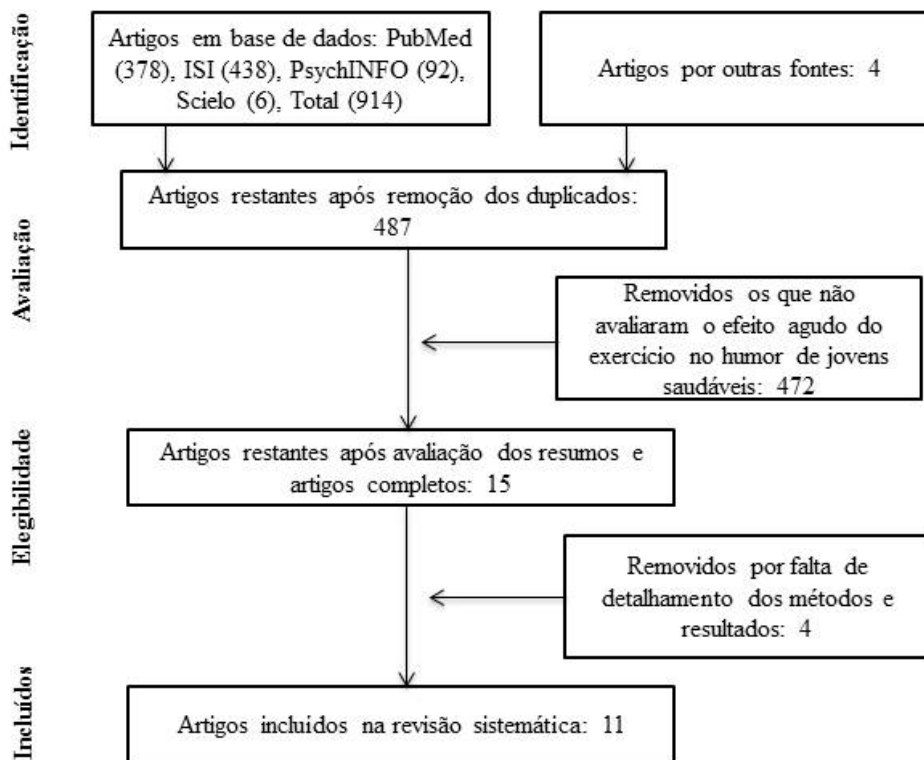 Identificação
Artigos em base de dados: PubMed
(378), ISI (438), PsychINFO (92),
Scielo (6), Total (914)
Artigos por outras fontes: 4
Avaliação
Artigos restantes após remoção dos duplicados:
487
Removidos os que não
avaliaram o efeito agudo do
exercício no humor de jovens
saudáveis: 472
Elegibilidade
Artigos restantes após avaliação dos resumos e
artigos completos: 15
Removidos por falta de
detalhamento dos métodos e
resultados: 4
Incluídos
Artigos incluidos na revisão sistemática: 11